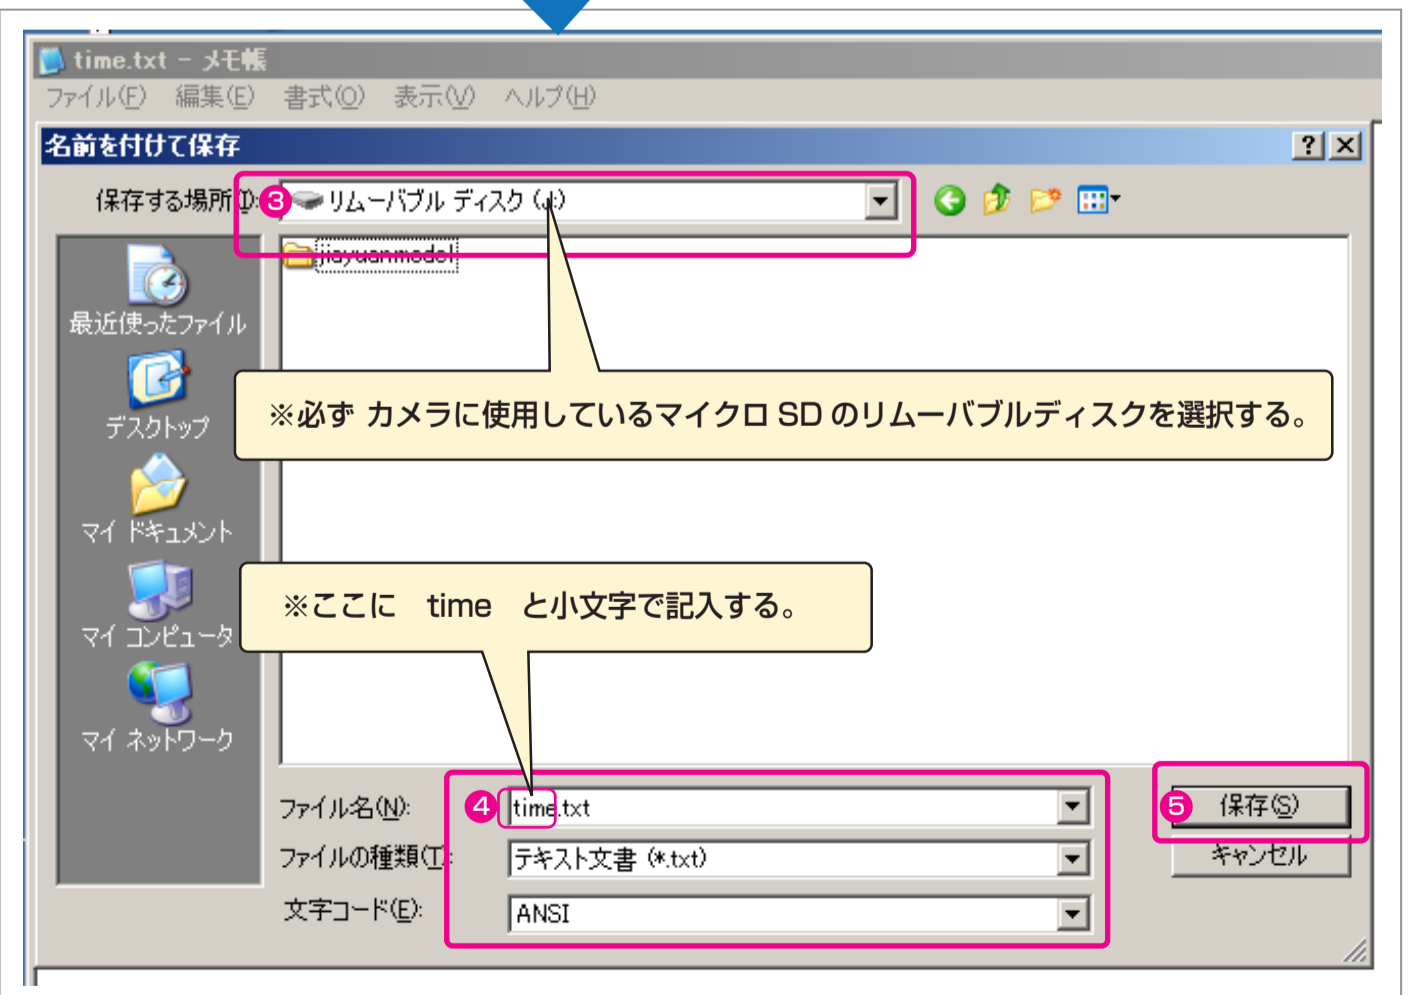 time.txt - メモ帳
ファイル(F) 編集(E) 書式(O) 表示(V) ヘルプ(H)
名前を付けて保存
保存する場所(I):
3
リムーバブル ディスク (J:)
jiayuanmodel
最近使ったファイル
デスクトップ
※必ず カメラに使用しているマイクロ SD のリムーバブルディスクを選択する。
マイ ドキュメント
※ここに time と小文字で記入する。
マイ コンピュータ
マイ ネットワーク
ファイル名(N):
4
time.txt
5
保存(S)
ファイルの種類(T):
テキスト文書 (*.txt)
キャンセル
文字コード(E):
ANSI